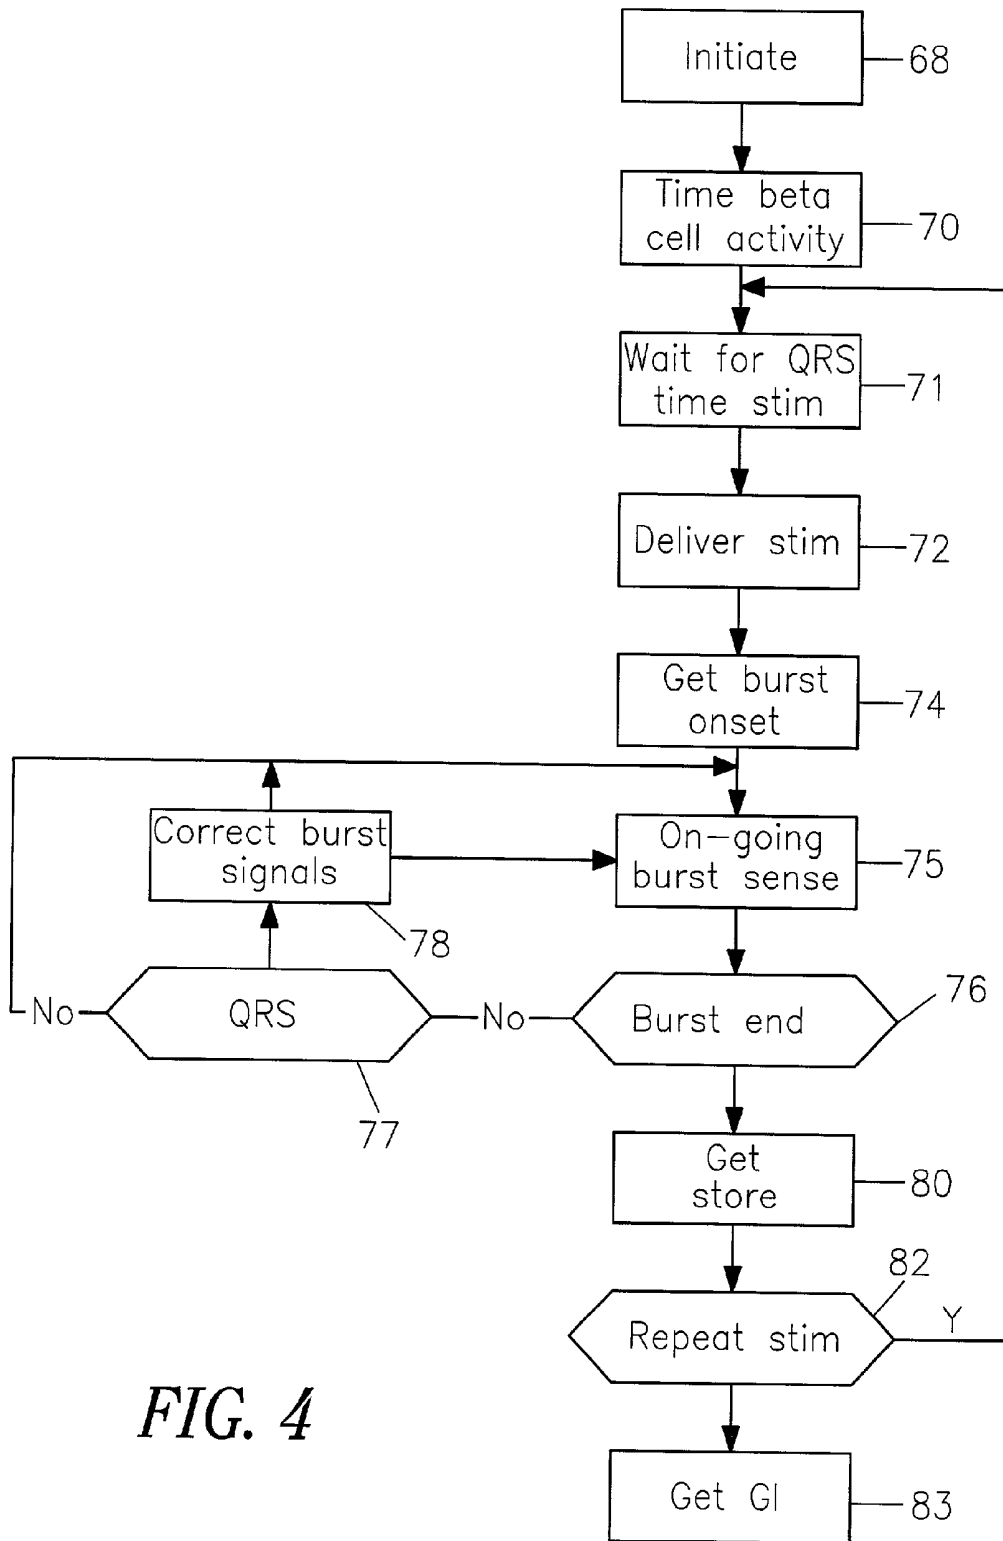 Initiate
68
Time beta
cell activity
70
Wait for QRS
time stim
71
Deliver stim
72
Get burst
onset
74
Correct burst
signals
78
On-going
burst sense
75
No
QRS
77
No
Burst end
76
Get
store
80
Repeat stim
82
Y
Get GI
83
FIG. 4